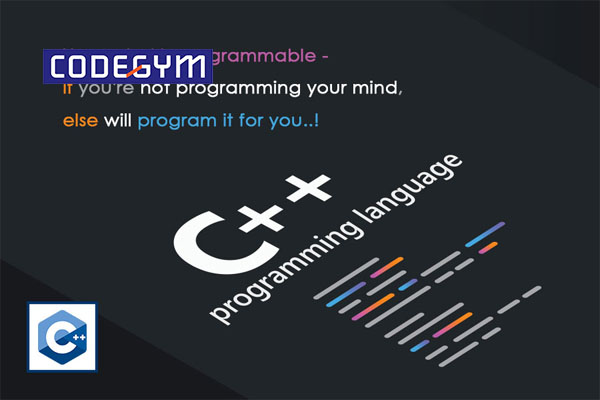 CODEGYM
grammable -
if you're not programming your mind,
else will program it for you..!
C++
programming language
C++